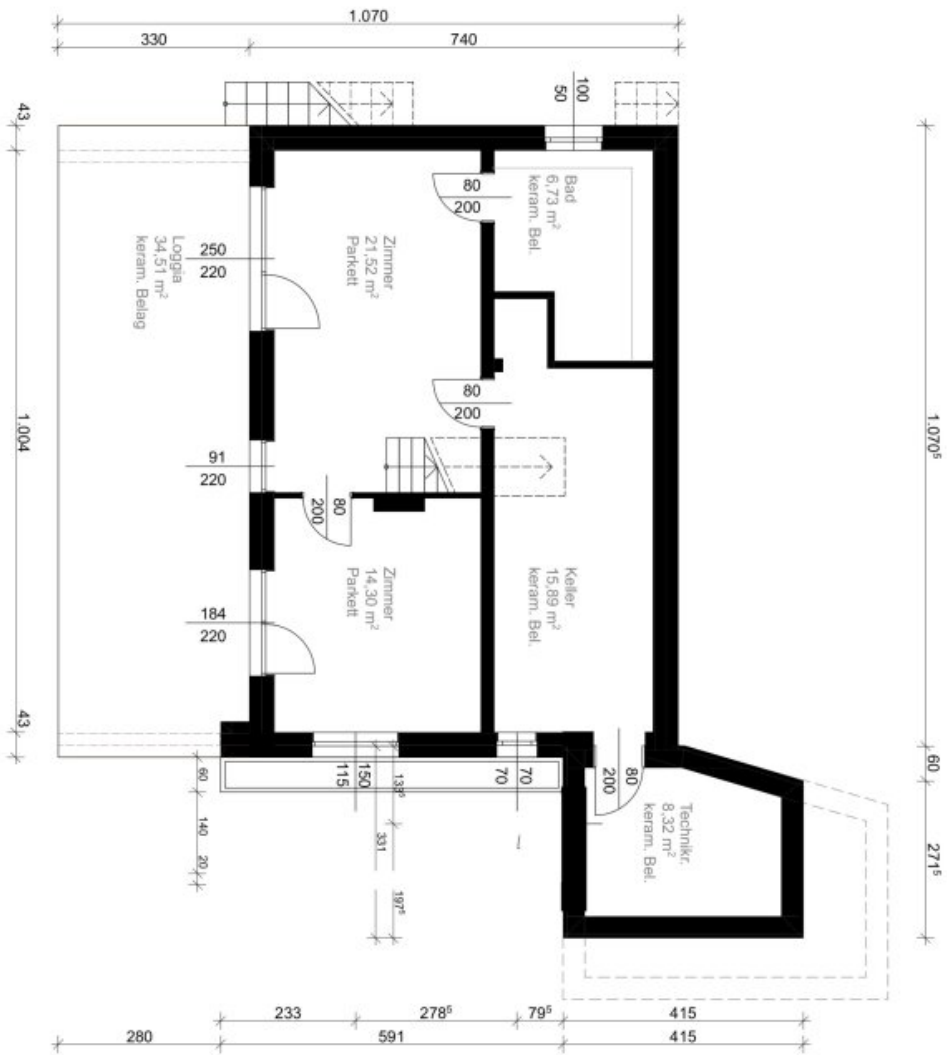 1.070
330
740
43
100
50
80
200
Bad
6,73 m²
keram. Bel.
Loggia
34,51 m²
keram. Belag
250
220
Zimmer
21,52 m²
Parkett
80
200
1.004
1.070⁵
91
220
80
200
Zimmer
14,30 m²
Parkett
Keller
15,89 m²
keram. Bel.
184
220
43
60
115
150
133⁵
70
70
200
80
60
Technikr.
8,32 m²
keram. Bel.
140
331
20
197⁵
271⁵
233
278⁵
79⁵
415
280
591
415